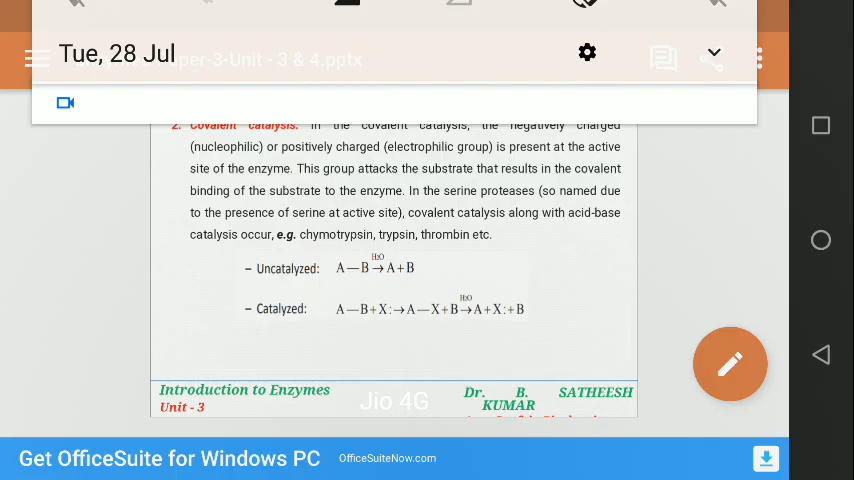 Tue, 28 Jul
per-3-Unit - 3 & 4.pptx
2. Covalent catalysis: In the covalent catalysis, the negatively charged
(nucleophilic) or positively charged (electrophilic group) is present at the active
site of the enzyme. This group attacks the substrate that results in the covalent
binding of the substrate to the enzyme. In the serine proteases (so named due
to the presence of serine at active site), covalent catalysis along with acid-base
catalysis occur, e.g. chymotrypsin, trypsin, thrombin etc.
H2O
– Uncatalyzed: A—B→A+B
H2O
– Catalyzed: A—B+X:→A—X+B→A+X:+B
Introduction to Enzymes
Unit - 3
Jio 4G
Dr. B. SATHEESH
KUMAR
Get OfficeSuite for Windows PC OfficeSuiteNow.com